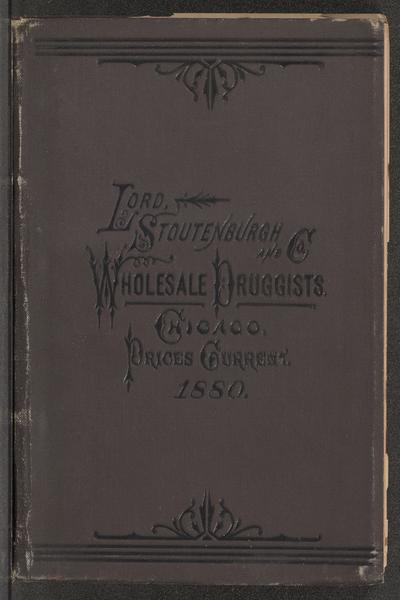 Lord,
Stoutenburgh
and Co.
Wholesale Druggists.
Chicago.
Prices Current.
1880.